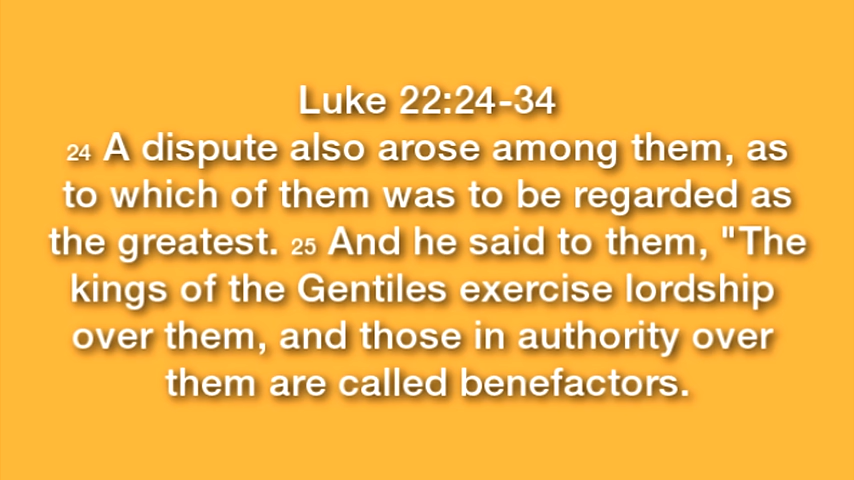 Luke 22:24-34
24 A dispute also arose among them, as
to which of them was to be regarded as
the greatest. 25 And he said to them, "The
kings of the Gentiles exercise lordship
over them, and those in authority over
them are called benefactors.